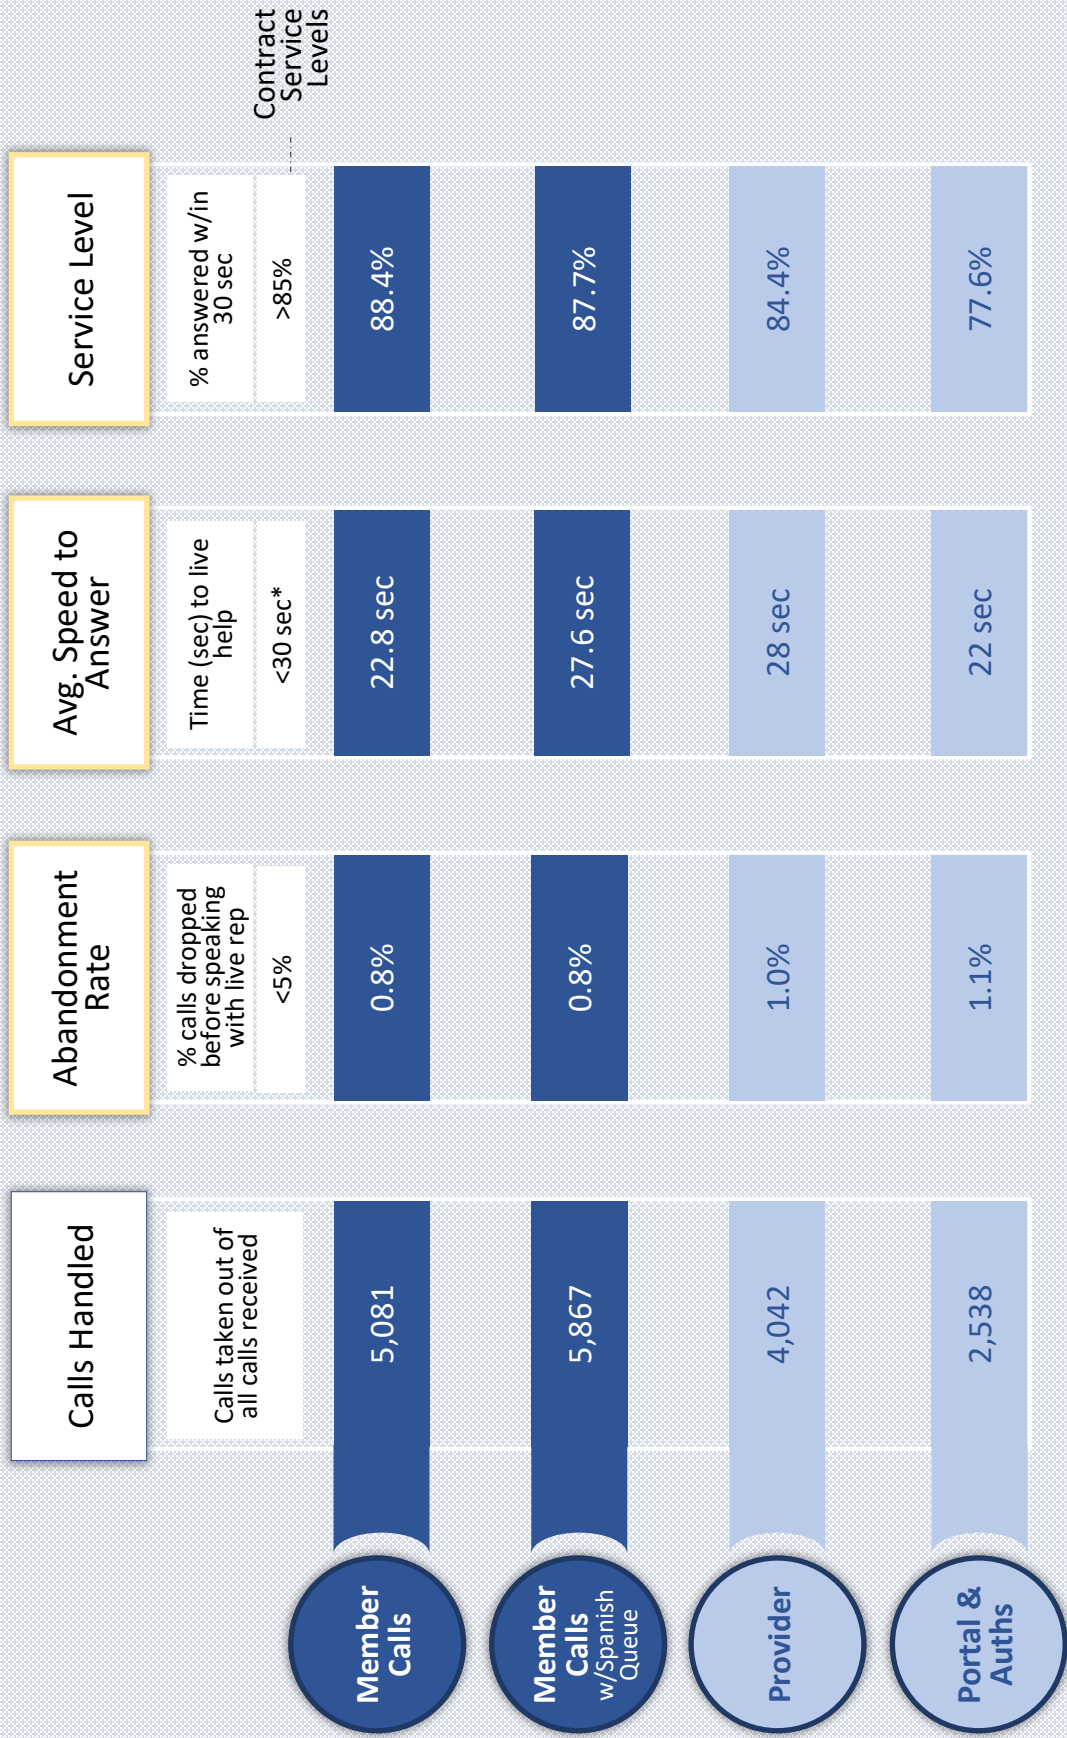 Calls Handled
Abandonment
Rate
Avg. Speed to
Answer
Service Level
Calls taken out of
all calls received
% calls dropped
before speaking
with live rep
<5%
Time (sec) to live
help
<30 sec*
% answered w/in
30 sec
>85%
Contract
Service
Levels
Member
Calls
5,081
0.8%
22.8 sec
88.4%
Member
Calls
w/Spanish
Queue
5,867
0.8%
27.6 sec
87.7%
Provider
4,042
1.0%
28 sec
84.4%
Portal &
Auths
2,538
1.1%
22 sec
77.6%